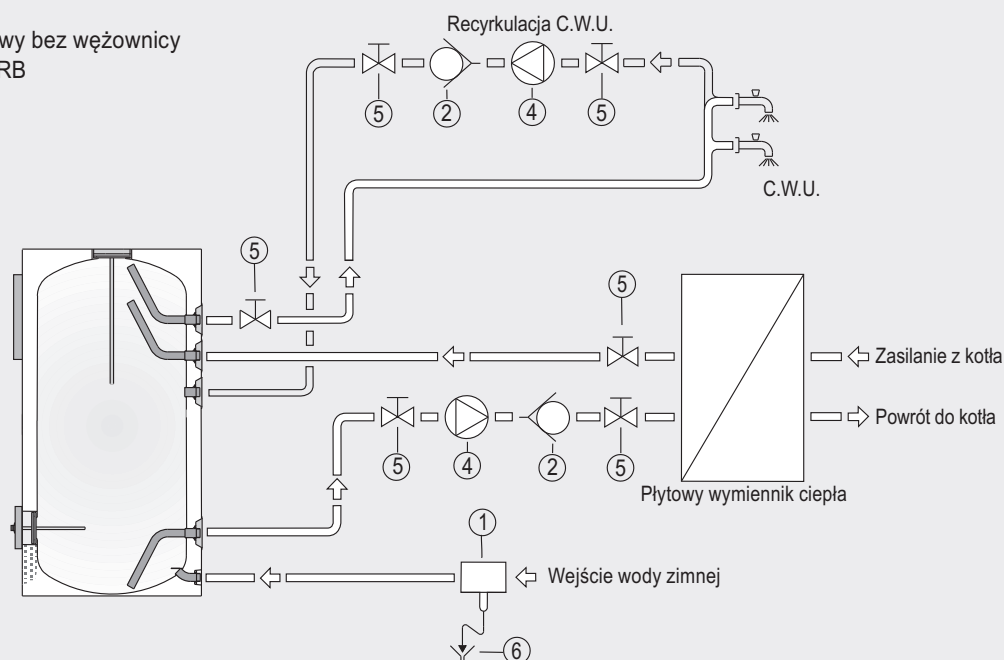 Recyrkulacja C.W.U.
wy bez wężownicy
RB
5
2
4
5
C.W.U.
5
5
Zasilanie z kotła
Powrót do kotła
5
4
2
5
Płytowy wymiennik ciepła
1
Wejście wody zimnej
6